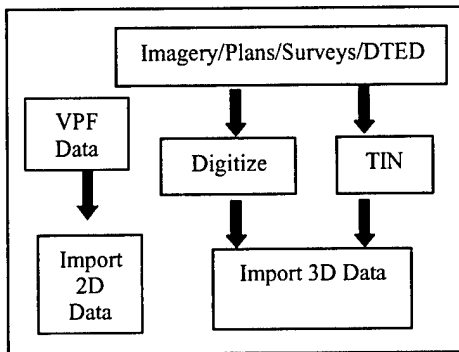 Imagery/Plans/Surveys/DTED
VPF
Data
Digitize
TIN
Import
2D
Data
Import 3D Data